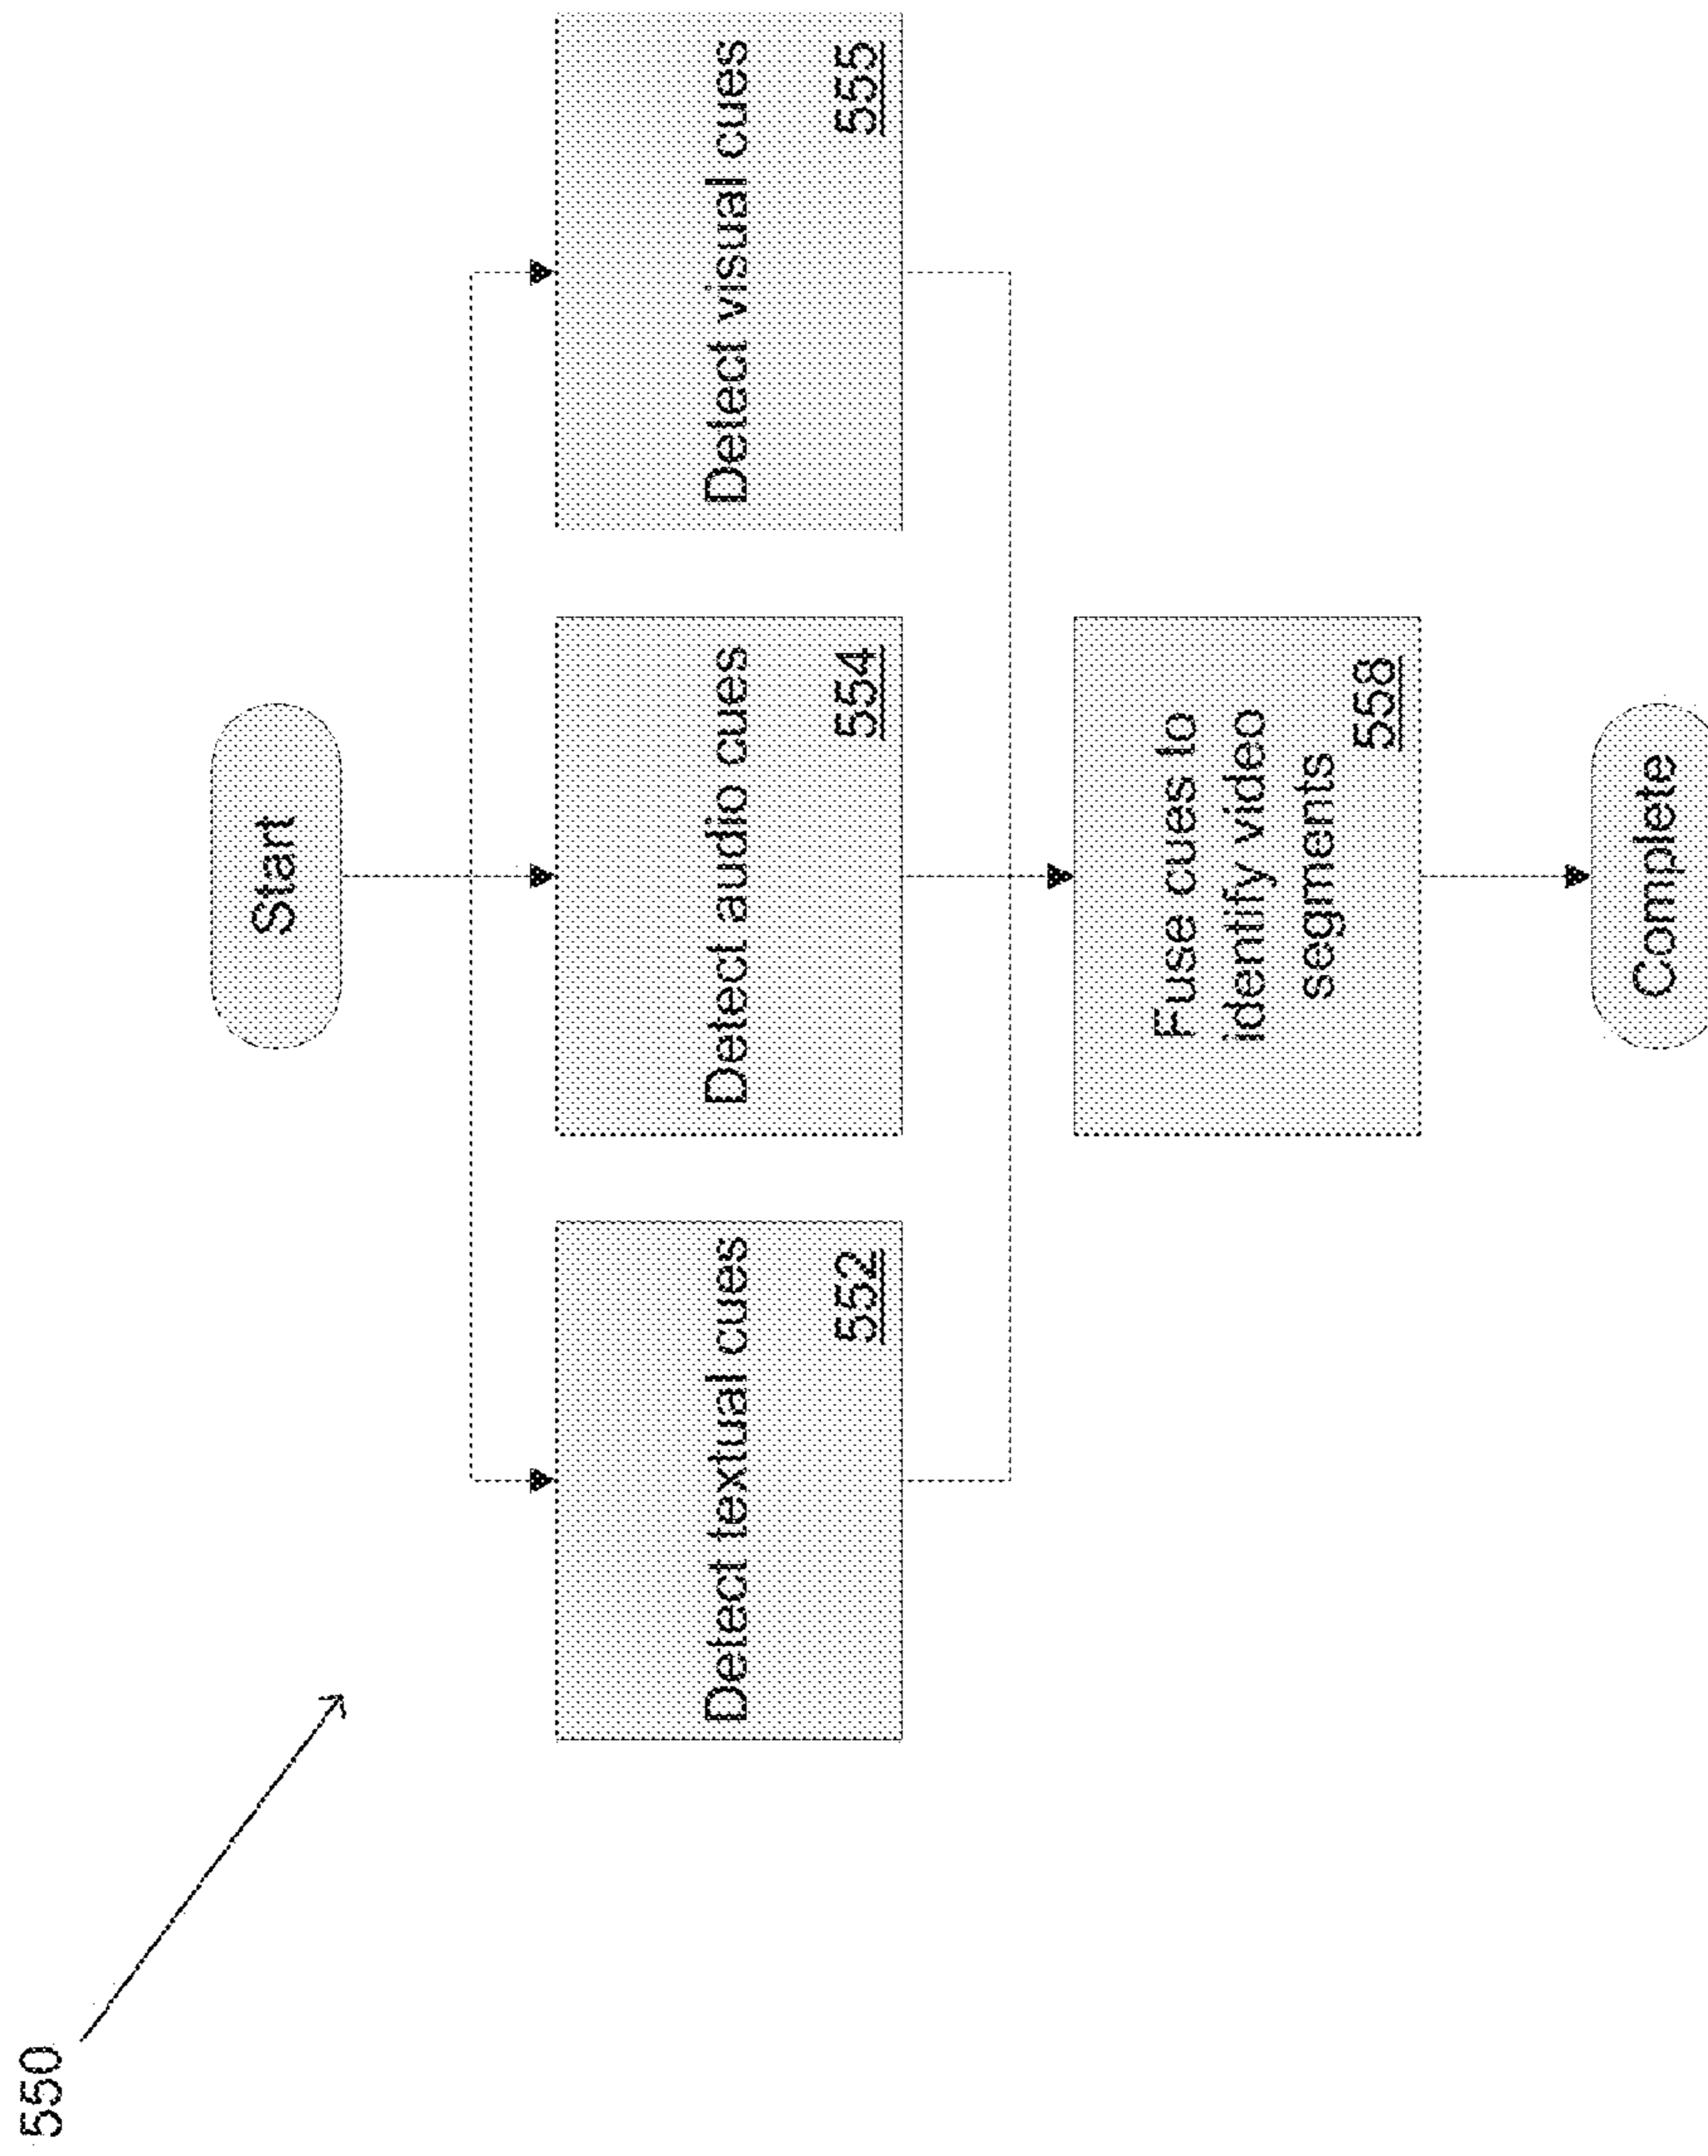 550
Start
Detect textual cues
552
Detect audio cues
554
Detect visual cues
555
Fuse cues to
identify video
segments
558
Complete